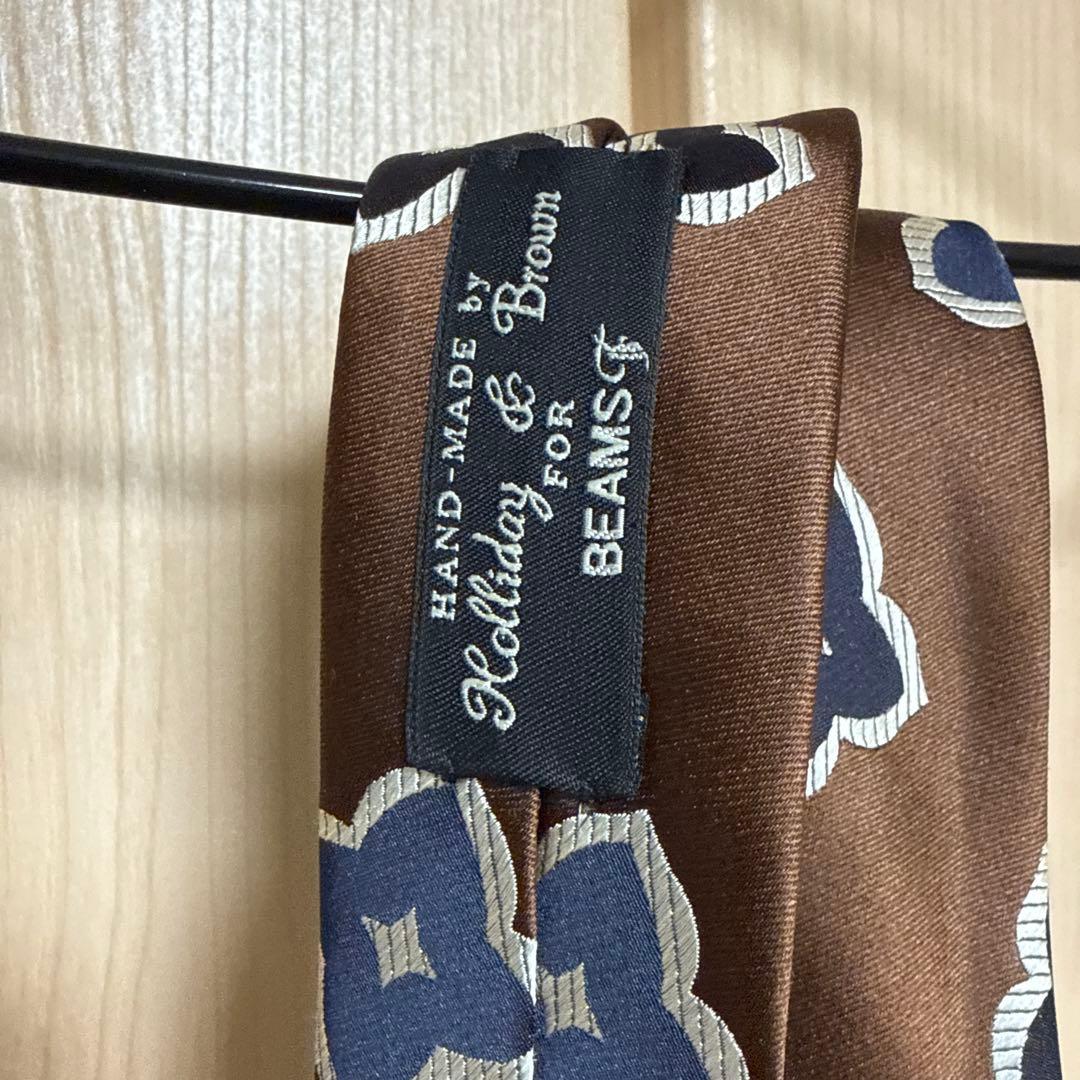 HAND-MADE by
Holliday & Brown
FOR
BEAMS F